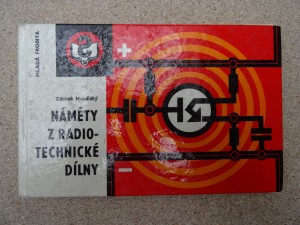 MLADÁ FRONTA
Zdeněk Hradiský
NÁMĚTY
Z RADIO-
TECHNICKÉ
DÍLNY
+
−